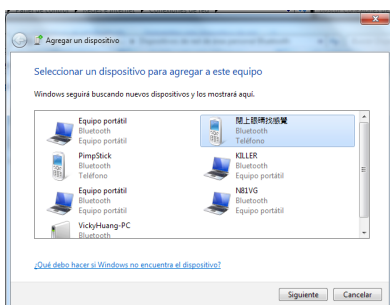 Agregar un dispositivo
Seleccionar un dispositivo para agregar a este equipo
Windows seguirá buscando nuevos dispositivos y los mostrará aquí.
Equipo portátil
Bluetooth
Equipo portátil
閉上眼睛找感覺
Bluetooth
Teléfono
PimpStick
Bluetooth
Teléfono
KILLER
Bluetooth
Equipo portátil
Equipo portátil
Bluetooth
Equipo portátil
N81VG
Bluetooth
Equipo portátil
VickyHuang-PC
Bluetooth
¿Qué debo hacer si Windows no encuentra el dispositivo?
Siguiente
Cancelar